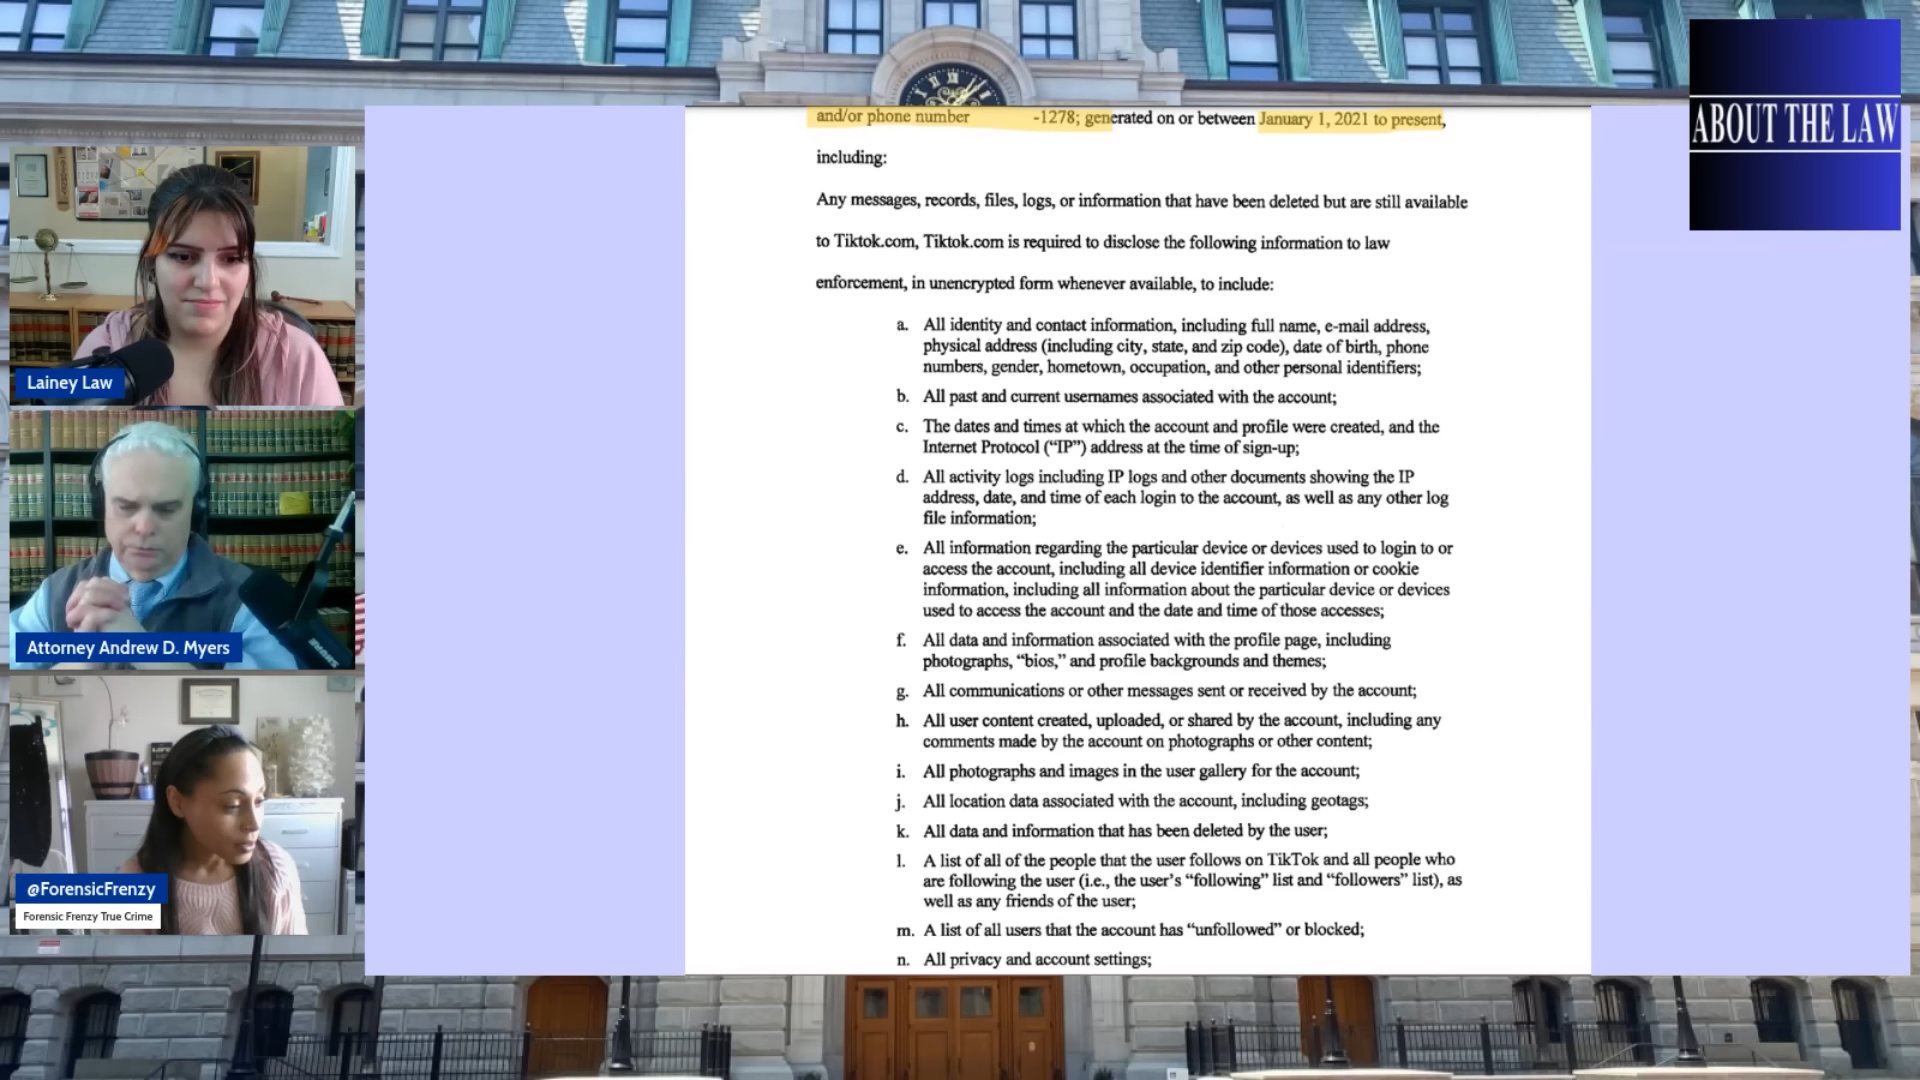 ABOUT THE LAW
and/or phone number -1278; generated on or between January 1, 2021 to present,
including:
Any messages, records, files, logs, or information that have been deleted but are still available
to Tiktok.com, Tiktok.com is required to disclose the following information to law
enforcement, in unencrypted form whenever available, to include:
a. All identity and contact information, including full name, e-mail address,
physical address (including city, state, and zip code), date of birth, phone
numbers, gender, hometown, occupation, and other personal identifiers;
b. All past and current usernames associated with the account;
c. The dates and times at which the account and profile were created, and the
Internet Protocol (“IP”) address at the time of sign-up;
d. All activity logs including IP logs and other documents showing the IP
address, date, and time of each login to the account, as well as any other log
file information;
e. All information regarding the particular device or devices used to login to or
access the account, including all device identifier information or cookie
information, including all information about the particular device or devices
used to access the account and the date and time of those accesses;
f. All data and information associated with the profile page, including
photographs, “bios,” and profile backgrounds and themes;
g. All communications or other messages sent or received by the account;
h. All user content created, uploaded, or shared by the account, including any
comments made by the account on photographs or other content;
i. All photographs and images in the user gallery for the account;
j. All location data associated with the account, including geotags;
k. All data and information that has been deleted by the user;
l. A list of all of the people that the user follows on TikTok and all people who
are following the user (i.e., the user’s “following” list and “followers” list), as
well as any friends of the user;
m. A list of all users that the account has “unfollowed” or blocked;
n. All privacy and account settings;
Lainey Law
Attorney Andrew D. Myers
@ForensicFrenzy
Forensic Frenzy True Crime